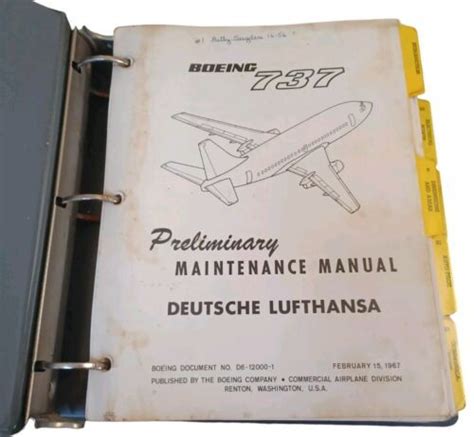 BOEING 737
Preliminary
MAINTENANCE MANUAL
DEUTSCHE LUFTHANSA
BOEING DOCUMENT NO. D6-12000-1 FEBRUARY 15, 1967
PUBLISHED BY THE BOEING COMPANY • COMMERCIAL AIRPLANE DIVISION
RENTON, WASHINGTON, U.S.A.